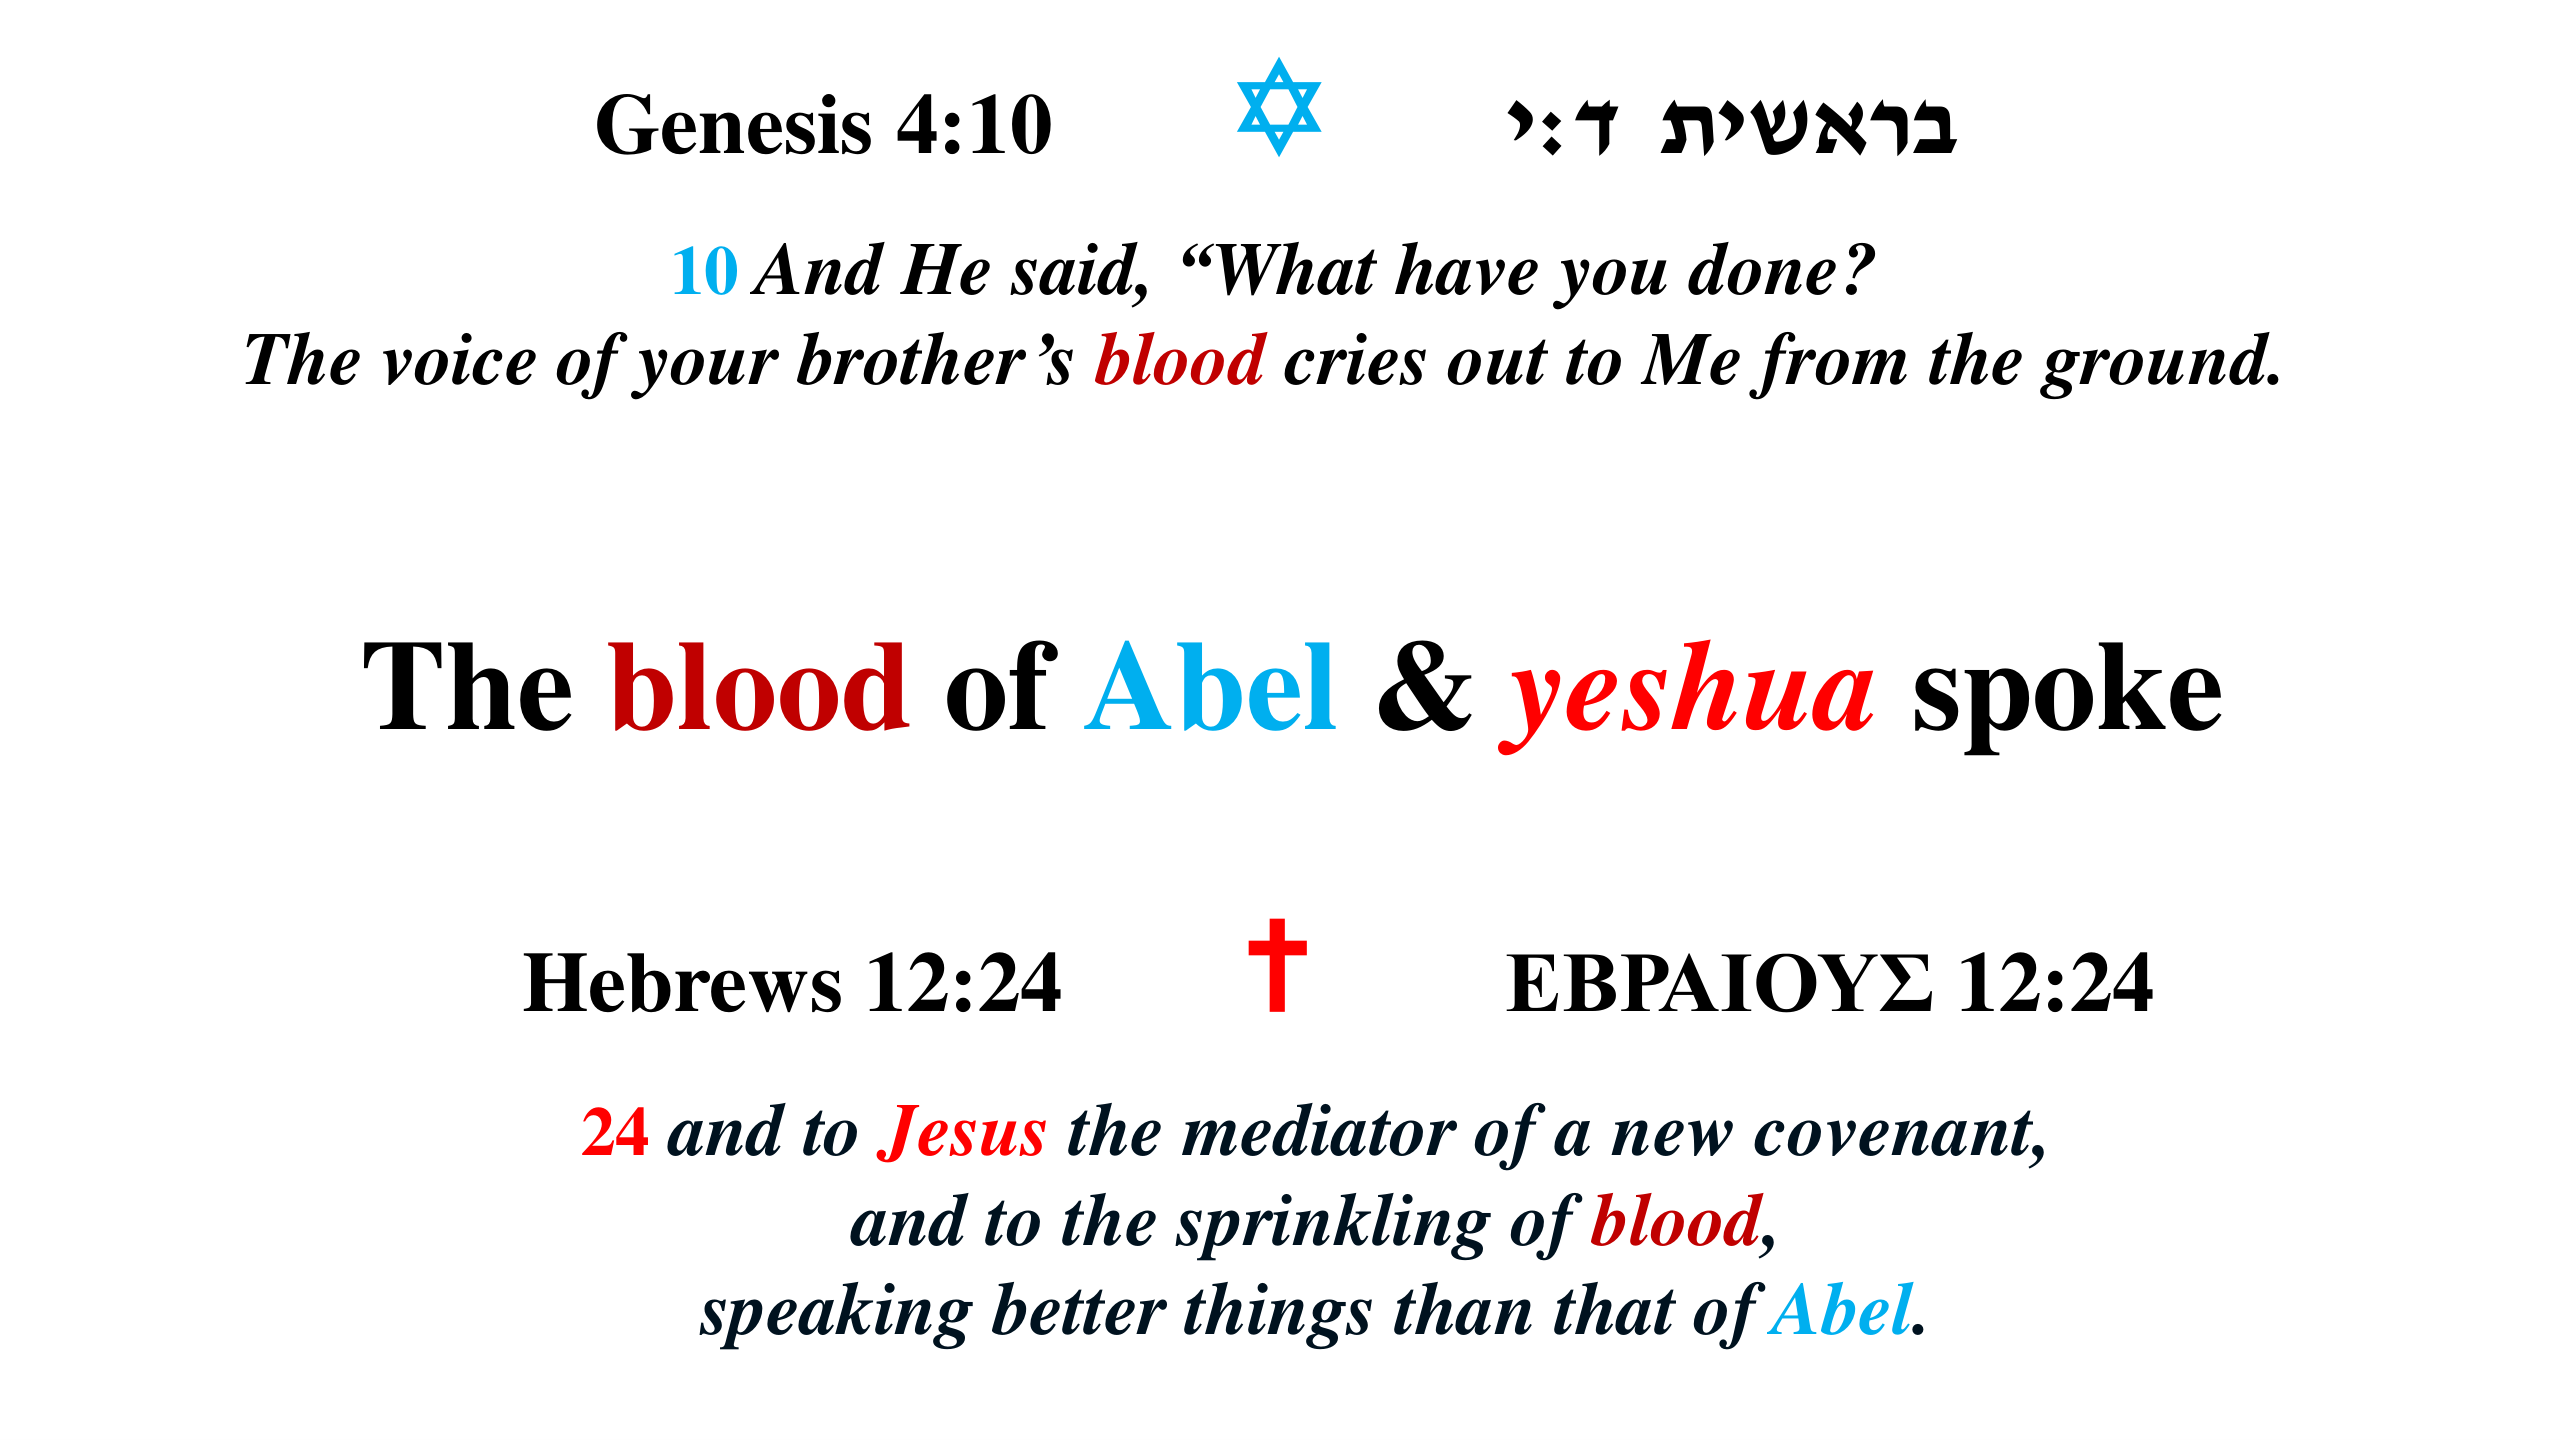 Genesis 4:10 ✡ בראשית ד:י
10 And He said, “What have you done?
The voice of your brother’s blood cries out to Me from the ground.
The blood of Abel & yeshua spoke
Hebrews 12:24 ✝ ΕΒΡΑΙΟΥΣ 12:24
24 and to Jesus the mediator of a new covenant,
and to the sprinkling of blood,
speaking better things than that of Abel.